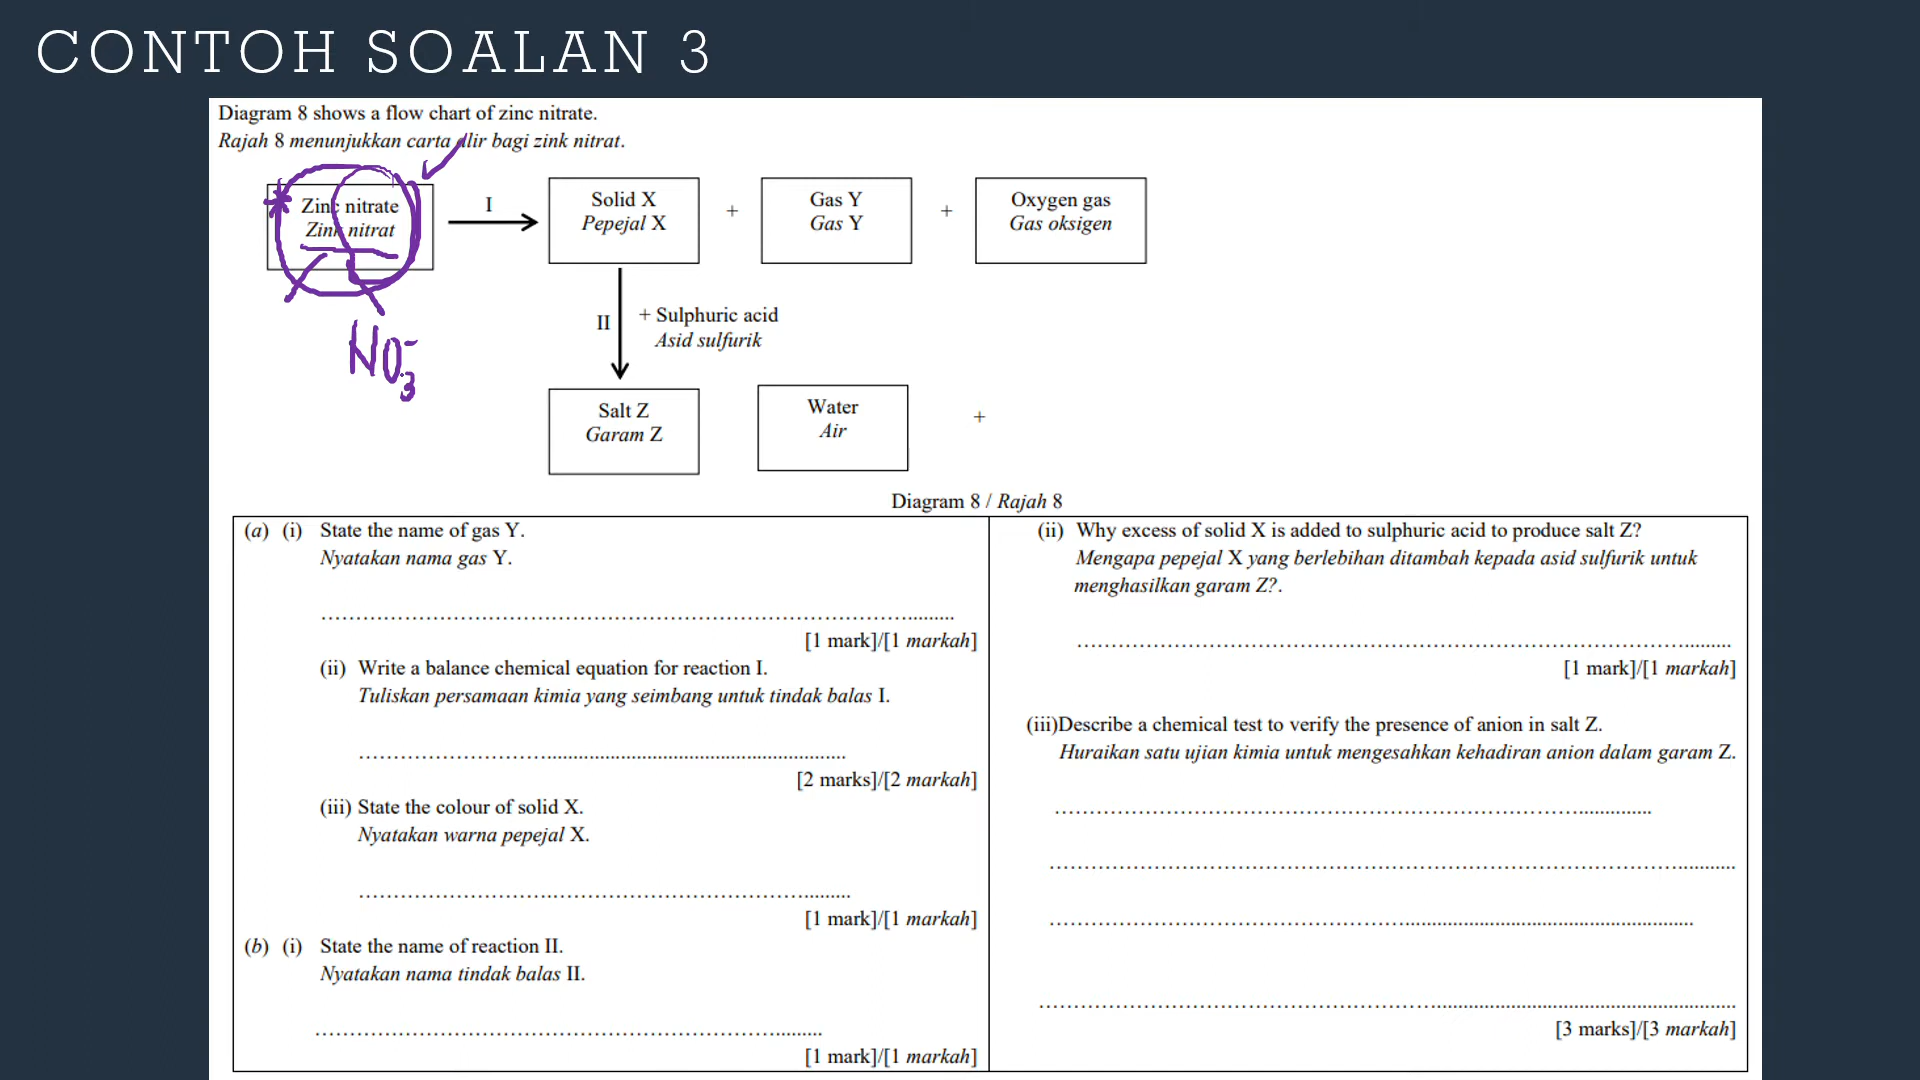 CONTOH SOALAN 3
Diagram 8 shows a flow chart of zinc nitrate.
Rajah 8 menunjukkan carta alir bagi zink nitrat.
Zinc nitrate
Zink nitrat
I
Solid X
Pepejal X
+
Gas Y
Gas Y
+
Oxygen gas
Gas oksigen
NO3-
II
+ Sulphuric acid
Asid sulfurik
Salt Z
Garam Z
Water
Air
+
Diagram 8 / Rajah 8
(a) (i) State the name of gas Y.
Nyatakan nama gas Y.
[1 mark]/[1 markah]
(ii) Write a balance chemical equation for reaction I.
Tuliskan persamaan kimia yang seimbang untuk tindak balas I.
[2 marks]/[2 markah]
(iii) State the colour of solid X.
Nyatakan warna pepejal X.
[1 mark]/[1 markah]
(b) (i) State the name of reaction II.
Nyatakan nama tindak balas II.
[1 mark]/[1 markah]
(ii) Why excess of solid X is added to sulphuric acid to produce salt Z?
Mengapa pepejal X yang berlebihan ditambah kepada asid sulfurik untuk
menghasilkan garam Z?.
[1 mark]/[1 markah]
(iii)Describe a chemical test to verify the presence of anion in salt Z.
Huraikan satu ujian kimia untuk mengesahkan kehadiran anion dalam garam Z.
[3 marks]/[3 markah]